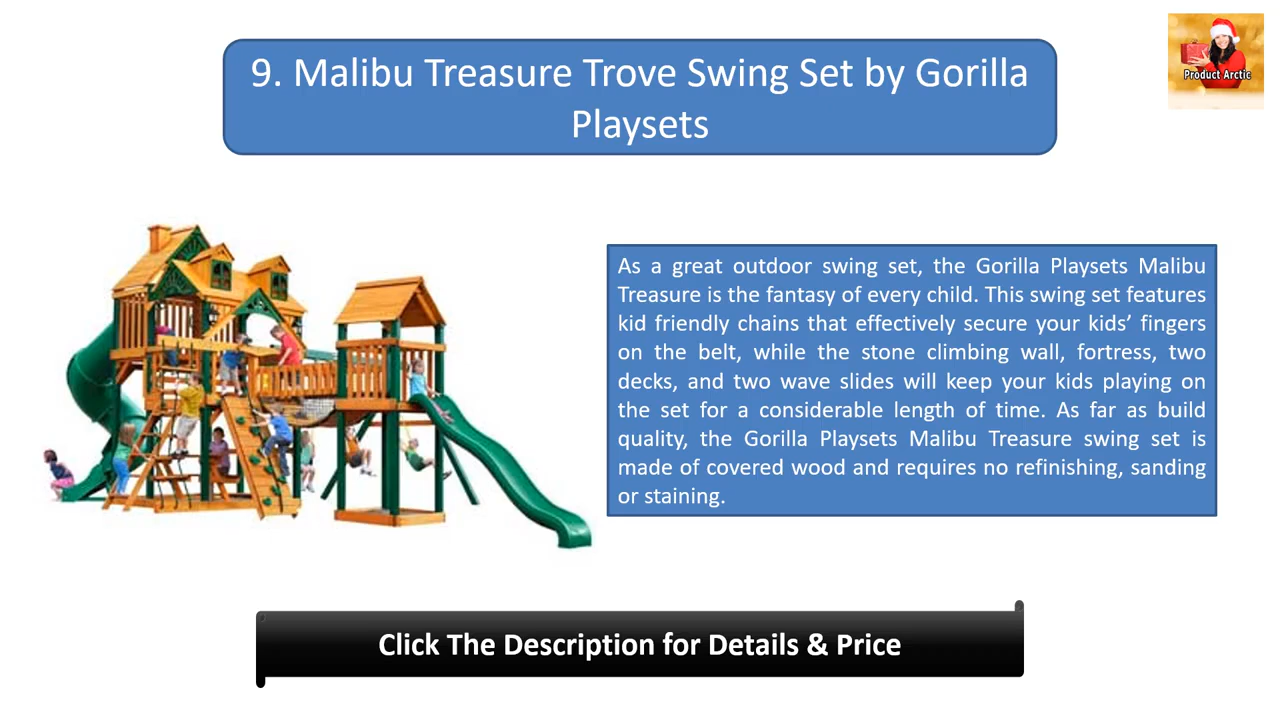 9. Malibu Treasure Trove Swing Set by Gorilla
Playsets
Product Arctic
As a great outdoor swing set, the Gorilla Playsets Malibu
Treasure is the fantasy of every child. This swing set features
kid friendly chains that effectively secure your kids’ fingers
on the belt, while the stone climbing wall, fortress, two
decks, and two wave slides will keep your kids playing on
the set for a considerable length of time. As far as build
quality, the Gorilla Playsets Malibu Treasure swing set is
made of covered wood and requires no refinishing, sanding
or staining.
Click The Description for Details & Price